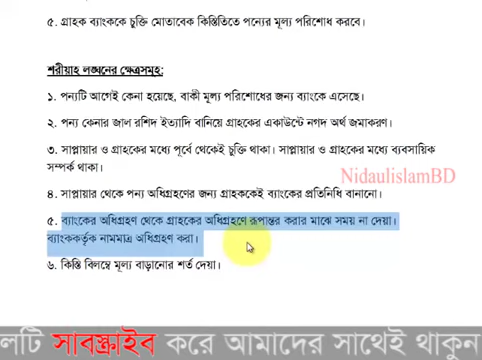 ৫. গ্রাহক ব্যাংককে চুক্তি মোতাবেক কিস্তিতিতে পন্যের মূল্য পরিশোধ করবে।
শরীয়াহ লঙ্ঘনের ক্ষেত্রসমূহ:
১. পন্যটি আগেই কেনা হয়েছে, বাকী মূল্য পরিশোধের জন্য ব্যাংকে এসেছে।
২. পন্য কেনার জাল রশিদ ইত্যাদি বানিয়ে গ্রাহকের একাউন্টে নগদ অর্থ জমাকরণ।
৩. সাপ্লায়ার ও গ্রাহকের মধ্যে পূর্বে থেকেই চুক্তি থাকা। সাপ্লায়ার ও গ্রাহকের মধ্যে ব্যবসায়িক
সম্পর্ক থাকা।
NidaulislamBD
৪. সাপ্লায়ার থেকে পন্য অধিগ্রহণের জন্য গ্রাহককেই ব্যাংকের প্রতিনিধি বানানো।
৫. ব্যাংকের অধিগ্রহণ থেকে গ্রাহকের অধিগ্রহণে রূপান্তর করার মাঝে সময় না দেয়া।
ব্যাংককর্তৃক নামমাত্র অধিগ্রহণ করা।
৬. কিস্তি বিলম্বে মূল্য বাড়ানোর শর্ত দেয়া।
লটি সাবস্ক্রাইব করে আমাদের সাথেই থাকুন